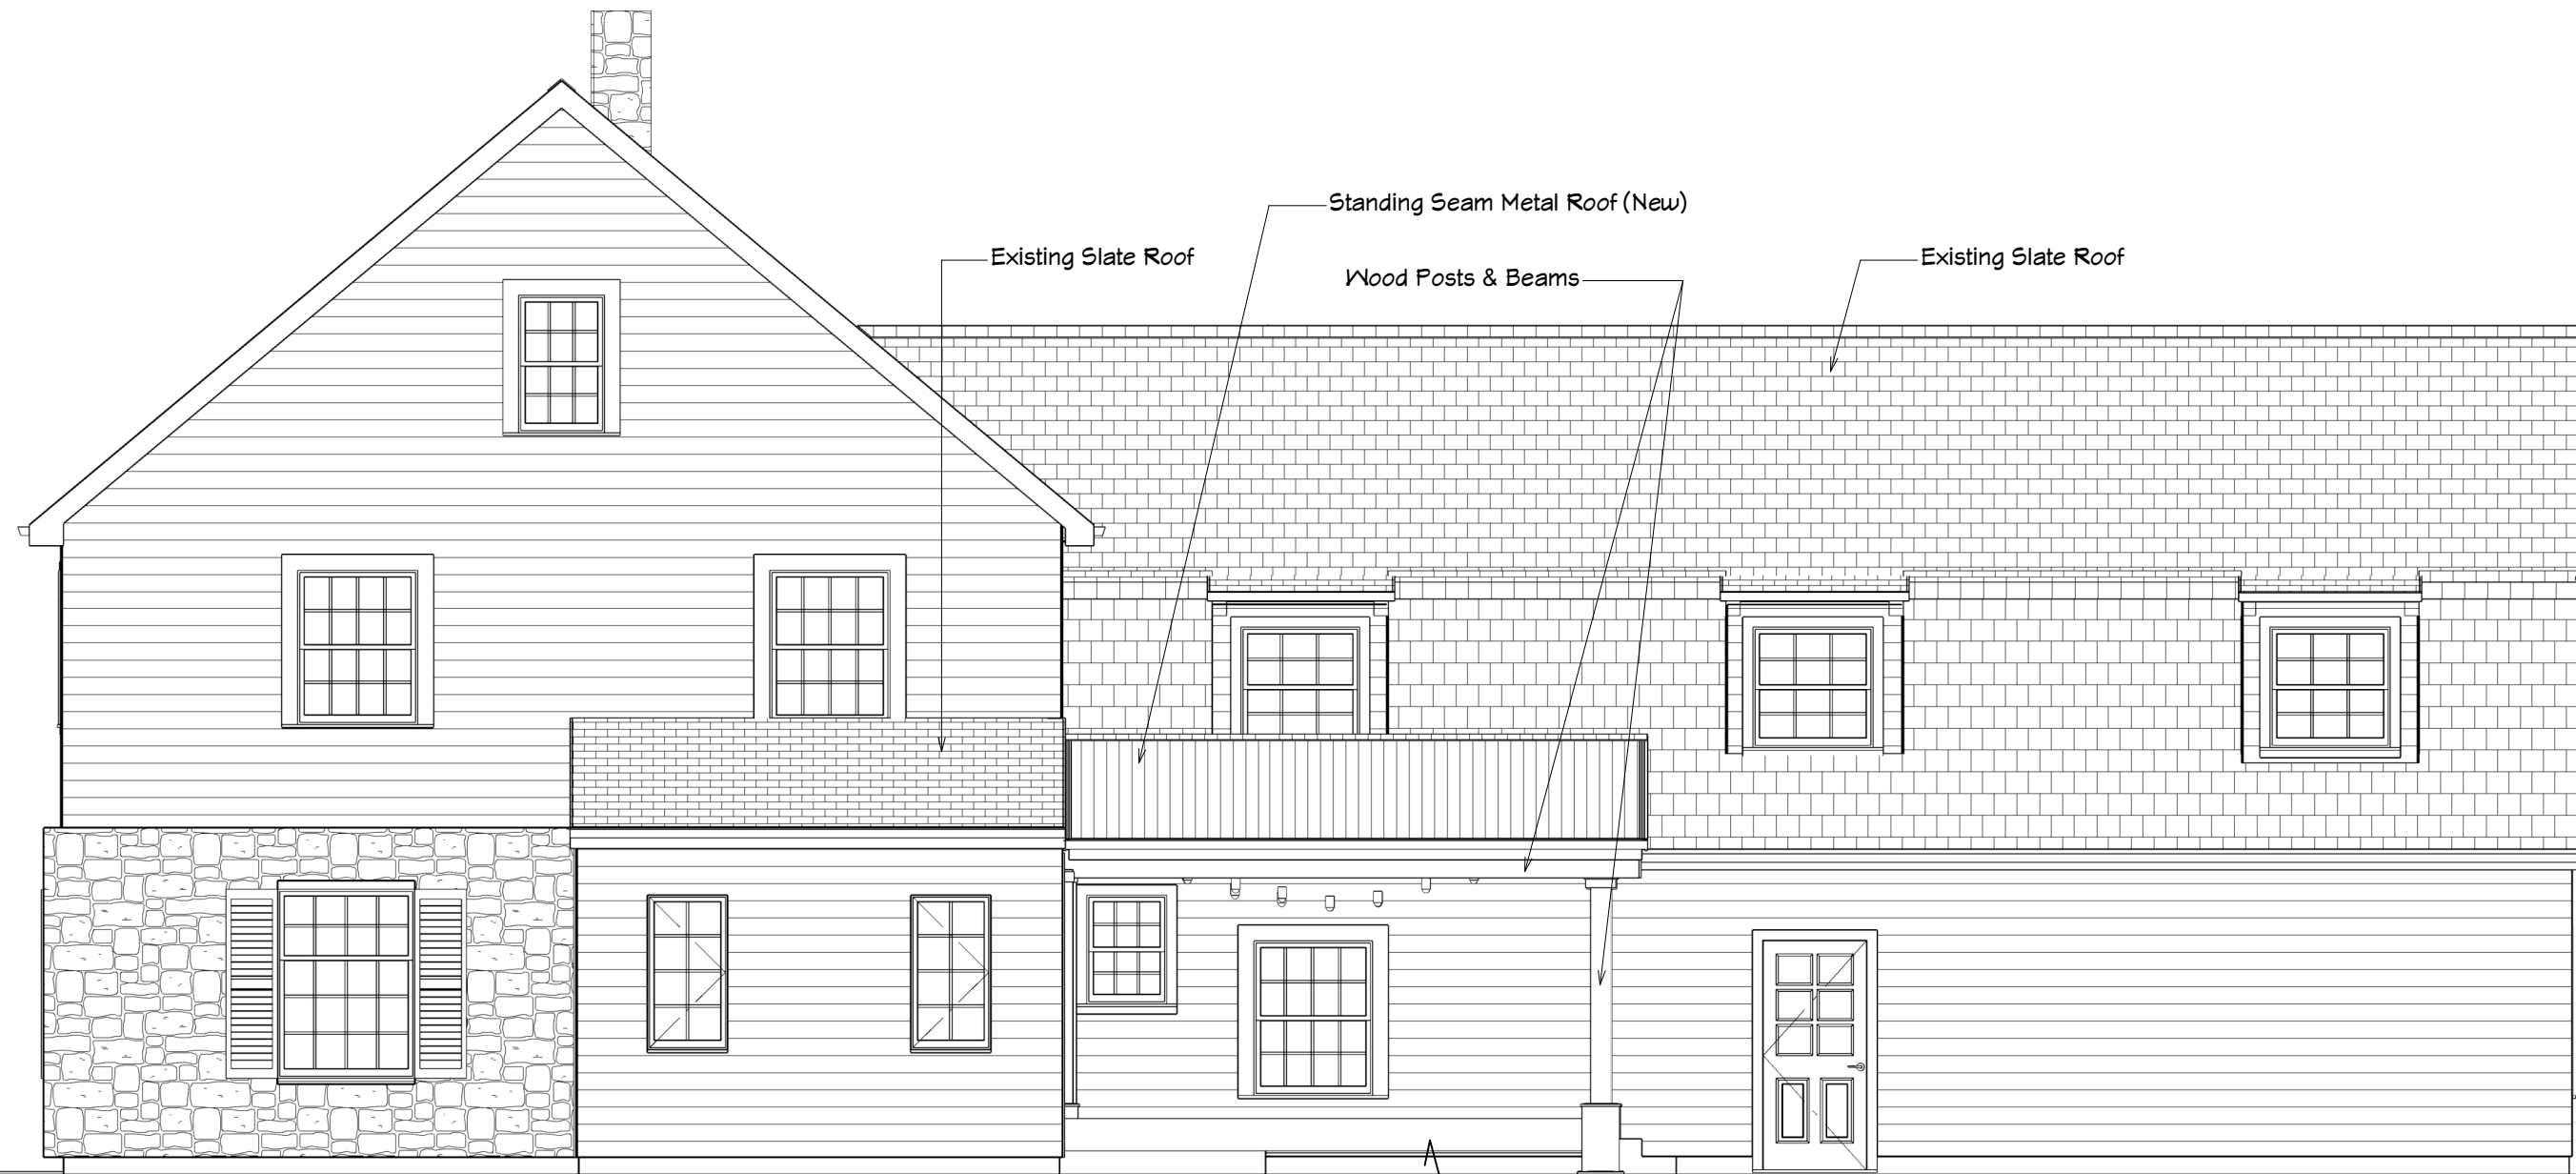 Standing Seam Metal Roof (New)
Existing Slate Roof
Existing Slate Roof
Wood Posts & Beams